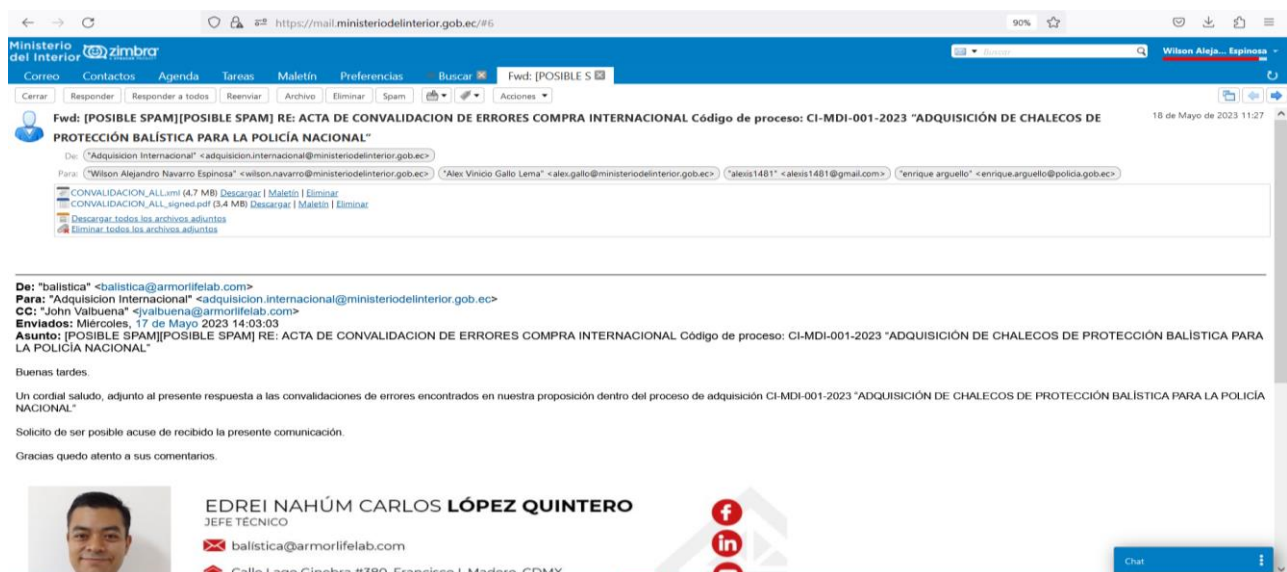 https://mail.ministeriodelinterior.gob.ec/#6
90%
Ministerio del Interior
zimbra
Buscar
Wilson Aleja... Espinosa
Correo Contactos Agenda Tareas Maletín Preferencias Buscar Fwd: [POSIBLE S
Cerrar Responder Responder a todos Reenviar Archivo Eliminar Spam Acciones
Fwd: [POSIBLE SPAM][POSIBLE SPAM] RE: ACTA DE CONVALIDACION DE ERRORES COMPRA INTERNACIONAL Código de proceso: CI-MDI-001-2023 "ADQUISICIÓN DE CHALECOS DE
18 de Mayo de 2023 11:27
PROTECCIÓN BALÍSTICA PARA LA POLICÍA NACIONAL"
De: "Adquisicion Internacional" <adquisicion.internacional@ministeriodelinterior.gob.ec>
Para: "Wilson Alejandro Navarro Espinosa" <wilson.navarro@ministeriodelinterior.gob.ec> "Alex Vinicio Gallo Lema" <alex.gallo@ministeriodelinterior.gob.ec> "alexis1481" <alexis1481@gmail.com> "enrique arguello" <enrique.arguello@policia.gob.ec>
CONVALIDACION_ALL.xml (4.7 MB) Descargar | Maletín | Eliminar
CONVALIDACION_ALL_signed.pdf (3.4 MB) Descargar | Maletín | Eliminar
Descargar todos los archivos adjuntos
Eliminar todos los archivos adjuntos
De: "balistica" <balistica@armorlifelab.com>
Para: "Adquisicion Internacional" <adquisicion.internacional@ministeriodelinterior.gob.ec>
CC: "John Valbuena" <jvalbuena@armorlifelab.com>
Enviados: Miércoles, 17 de Mayo 2023 14:03:03
Asunto: [POSIBLE SPAM][POSIBLE SPAM] RE: ACTA DE CONVALIDACION DE ERRORES COMPRA INTERNACIONAL Código de proceso: CI-MDI-001-2023 "ADQUISICIÓN DE CHALECOS DE PROTECCIÓN BALÍSTICA PARA
LA POLICÍA NACIONAL"
Buenas tardes.
Un cordial saludo, adjunto al presente respuesta a las convalidaciones de errores encontrados en nuestra proposición dentro del proceso de adquisición CI-MDI-001-2023 "ADQUISICIÓN DE CHALECOS DE PROTECCIÓN BALÍSTICA PARA LA POLICÍA
NACIONAL"
Solicito de ser posible acuse de recibido la presente comunicación.
Gracias quedo atento a sus comentarios.
EDREI NAHÚM CARLOS LÓPEZ QUINTERO
JEFE TÉCNICO
balística@armorlifelab.com
Calle Lago Ginebra #380, Francisco I. Madero, CDMX
Chat